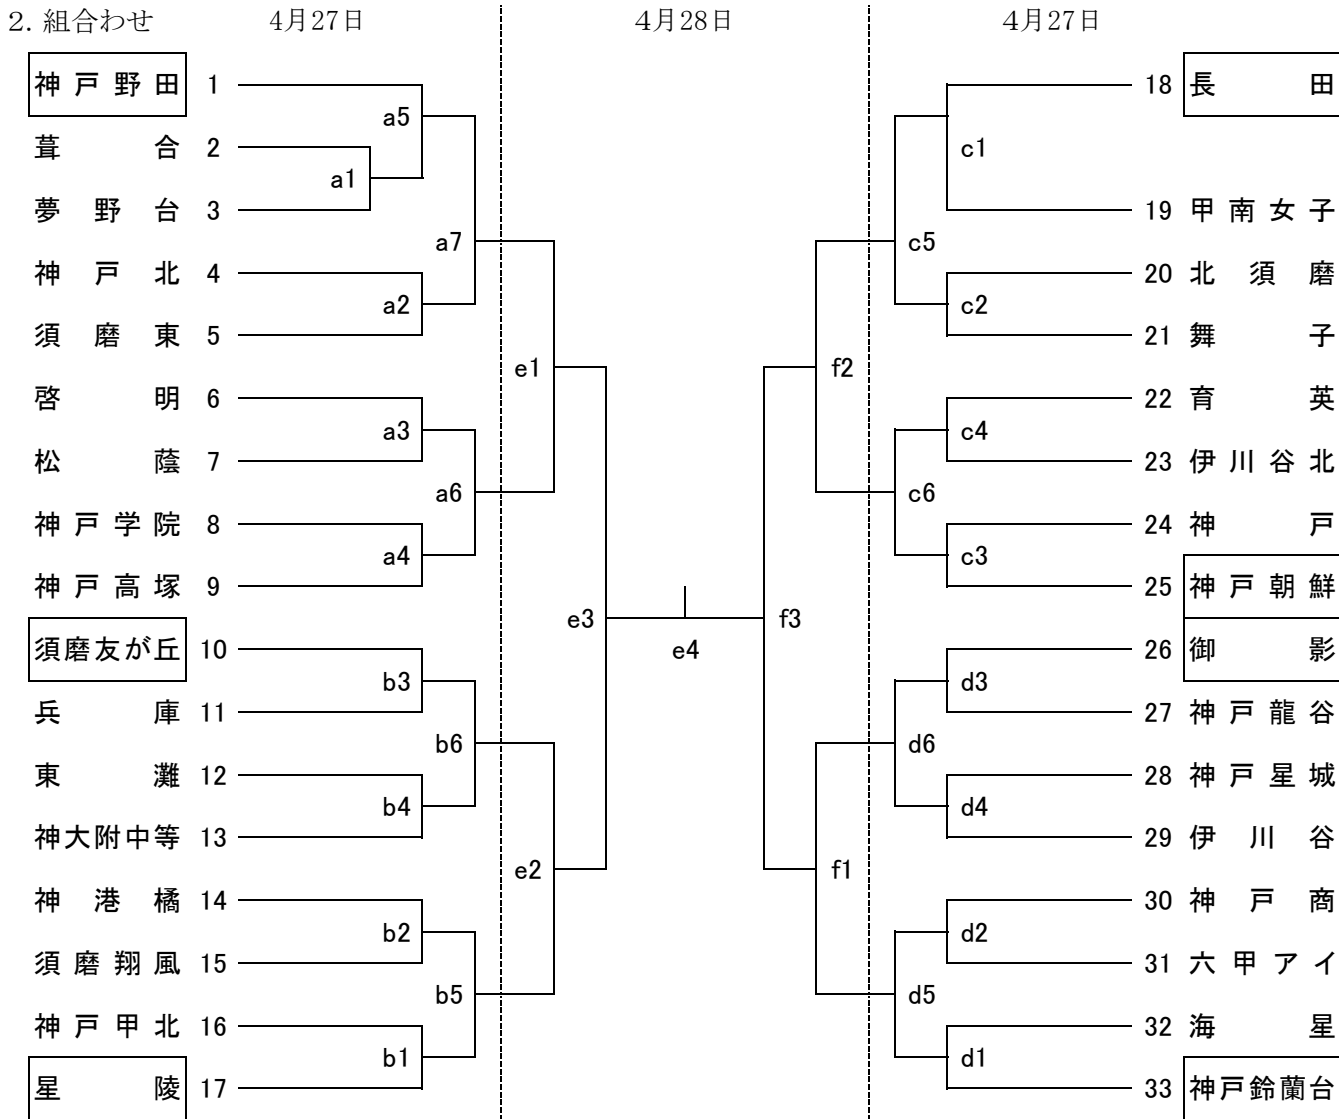 2. 組合わせ 4月27日 4月28日 4月27日
神戸野田 1 18 長田
a5
葺合 2 c1
a1
夢野台 3 19 甲南女子
a7 c5
神戸北 4 20 北須磨
a2 c2
須磨東 5 21 舞子
e1 f2
啓明 6 22 育英
a3 c4
松蔭 7 23 伊川谷北
a6 c6
神戸学院 8 24 神戸
a4 c3
神戸高塚 9 25 神戸朝鮮
e3 f3
須磨友が丘 10 e4 26 御影
b3 d3
兵庫 11 27 神戸龍谷
b6 d6
東灘 12 28 神戸星城
b4 d4
神大附中等 13 29 伊川谷
e2 f1
神港橘 14 30 神戸商
b2 d2
須磨翔風 15 31 六甲アイ
b5 d5
神戸甲北 16 32 海星
b1 d1
星陵 17 33 神戸鈴蘭台